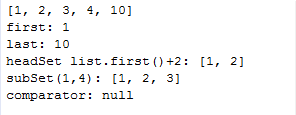 [1, 2, 3, 4, 10]
first: 1
last: 10
headSet list.first()+2: [1, 2]
subSet(1,4): [1, 2, 3]
comparator: null